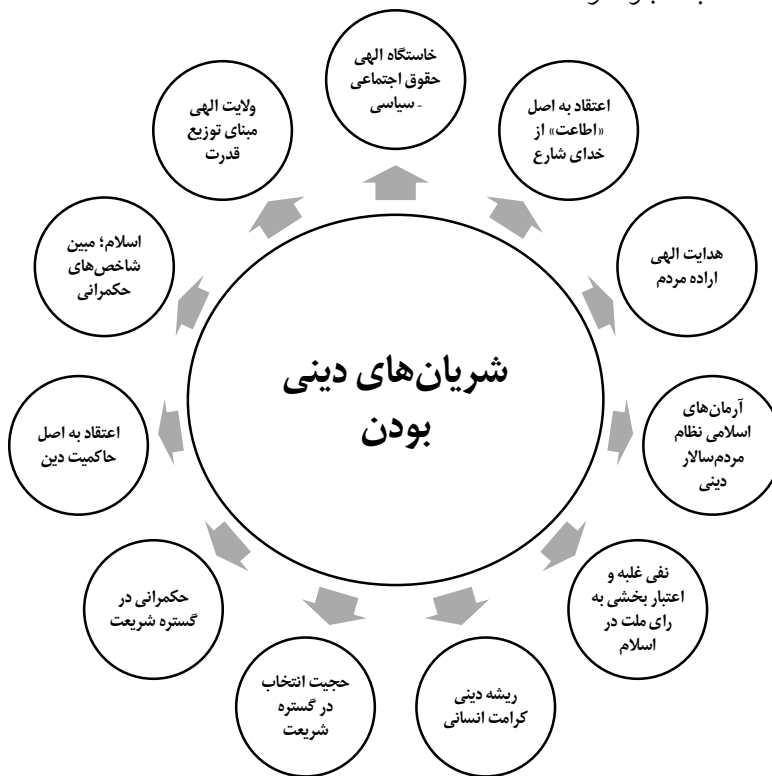 خاستگاه الهی
حقوق اجتماعی
- سیاسی
اعتقاد به اصل
«اطاعت» از
خدای شارع
هدایت الهی
اراده مردم
آرمان‌های
اسلامی نظام
مردم‌سالار
دینی
نفی غلبه و
اعتبار بخشی به
رای ملت در
اسلام
ریشه دینی
کرامت انسانی
حجیت انتخاب
در گستره
شریعت
حکمرانی در
گستره شریعت
اعتقاد به اصل
حاکمیت دین
اسلام؛ مبین
شاخص‌های
حکمرانی
ولایت الهی
مبنای توزیع
قدرت
شریان‌های دینی
بودن